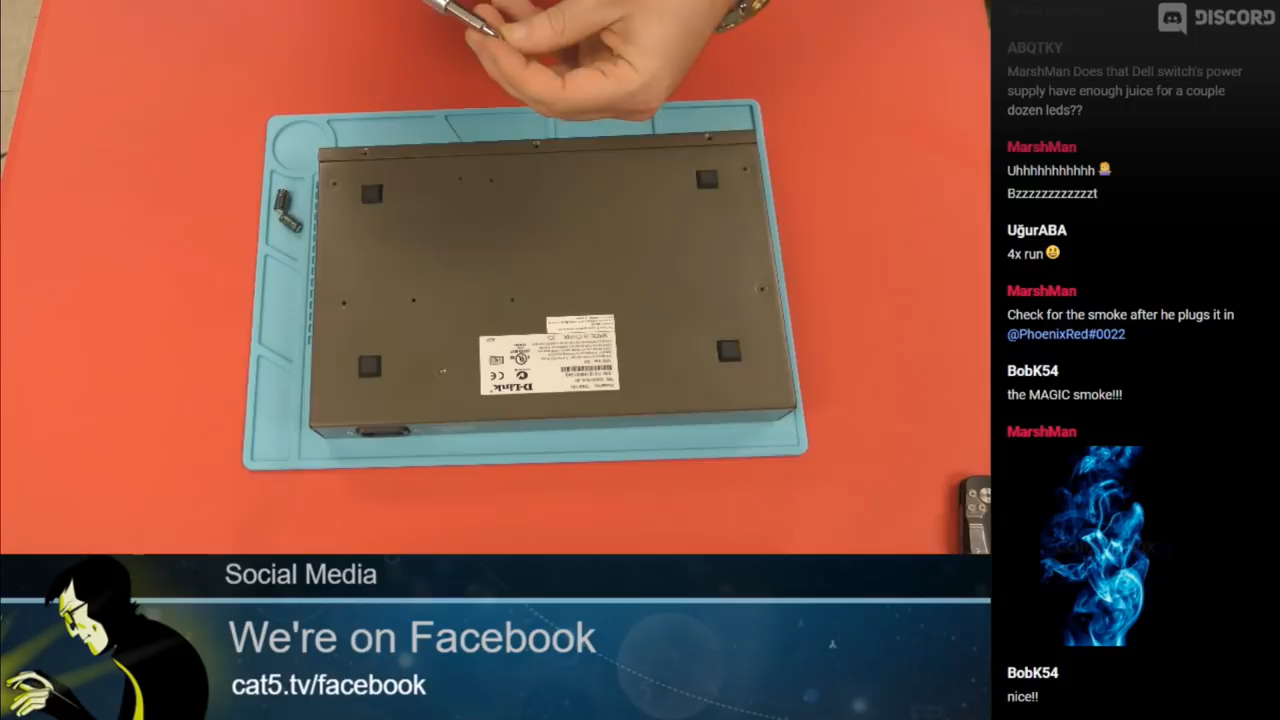 DISCORD
ABQTKY
MarshMan Does that Dell switch's power
supply have enough juice for a couple
dozen leds??
MarshMan
Uhhhhhhhhhh 🤷
Bzzzzzzzzzzzt
UğurABA
4x run 😃
MarshMan
Check for the smoke after he plugs it in
@PhoenixRed#0022
BobK54
the MAGIC smoke!!!
MarshMan
BobK54
nice!!
D-Link
CE
Social Media
We're on Facebook
cat5.tv/facebook